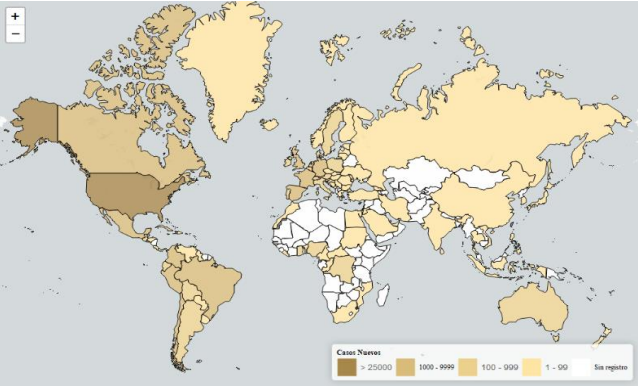 +
−
Casos Nuevos
> 25000
1000 - 9999
100 - 999
1 - 99
Sin registro